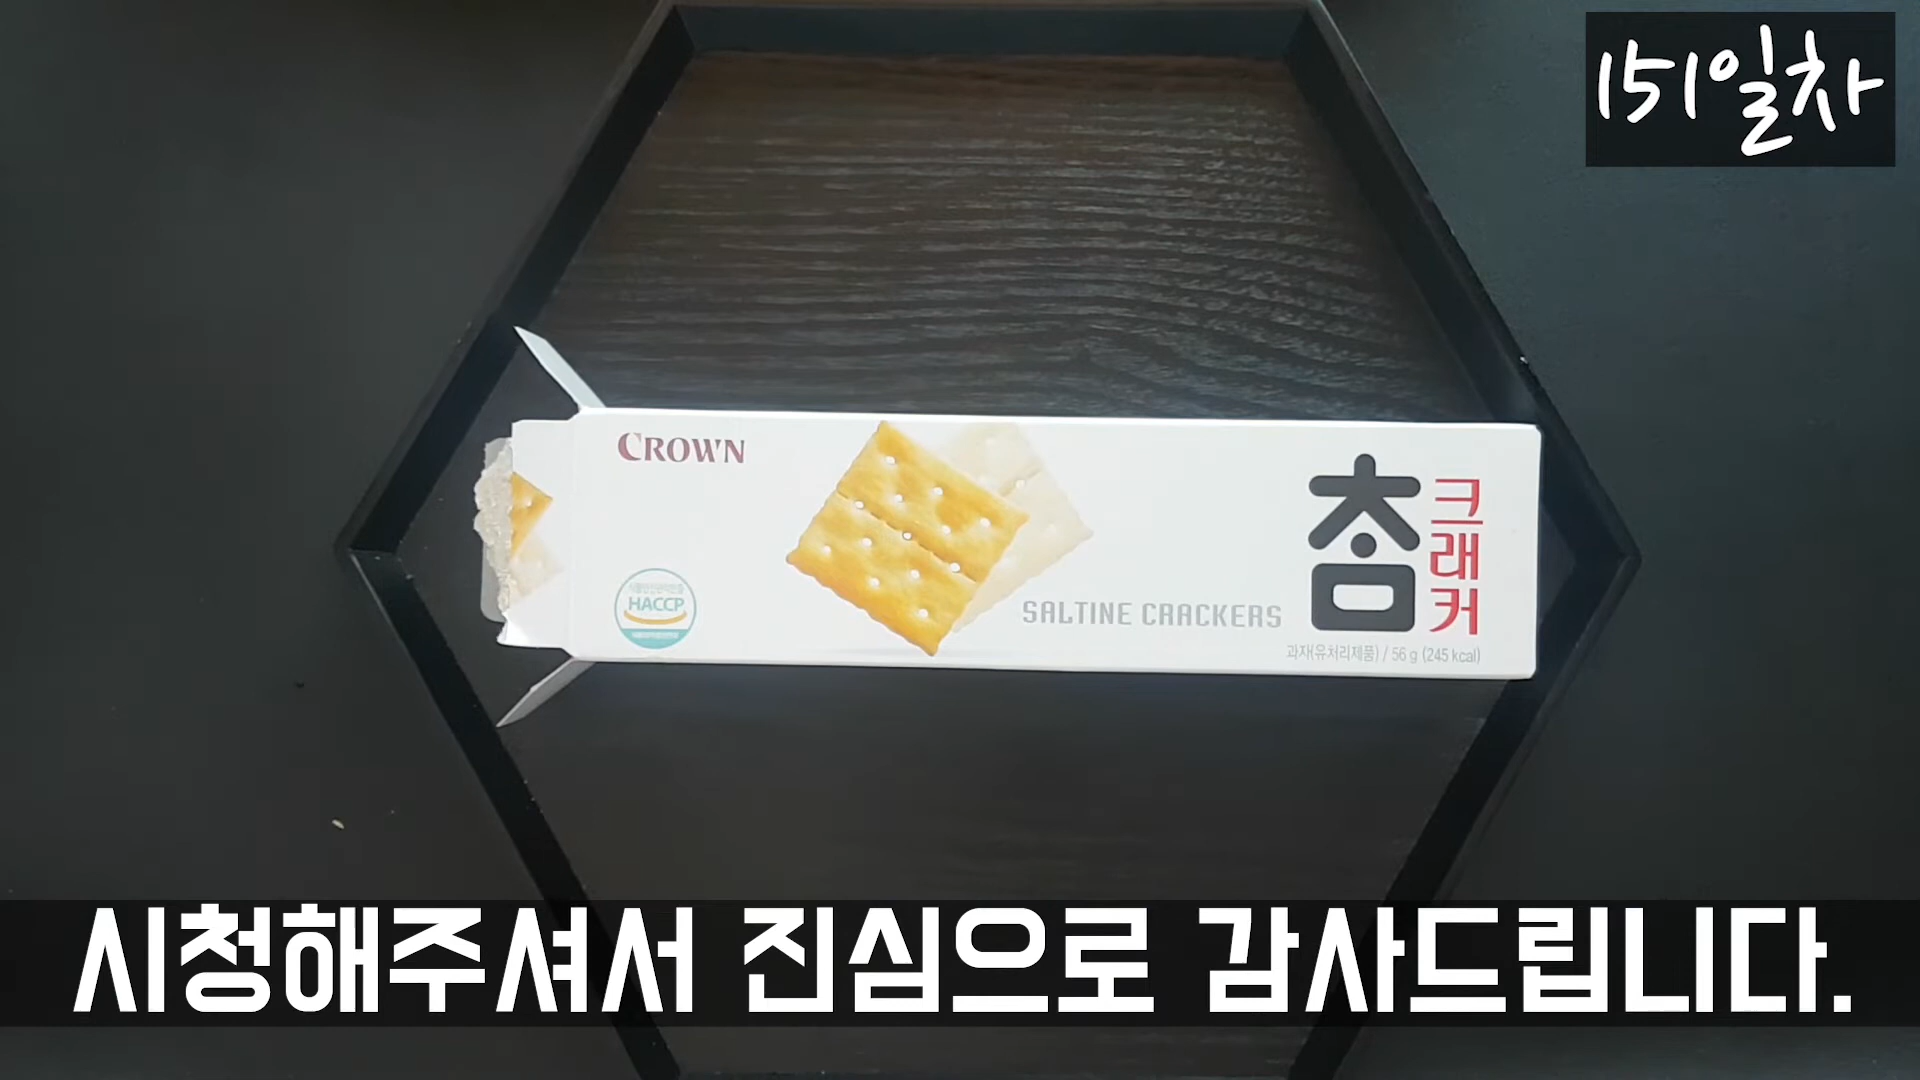 151일차
CROWN
참
크래커
HACCP
SALTINE CRACKERS
과자(유처리제품) / 56 g (245 kcal)
시청해주셔서 진심으로 감사드립니다.